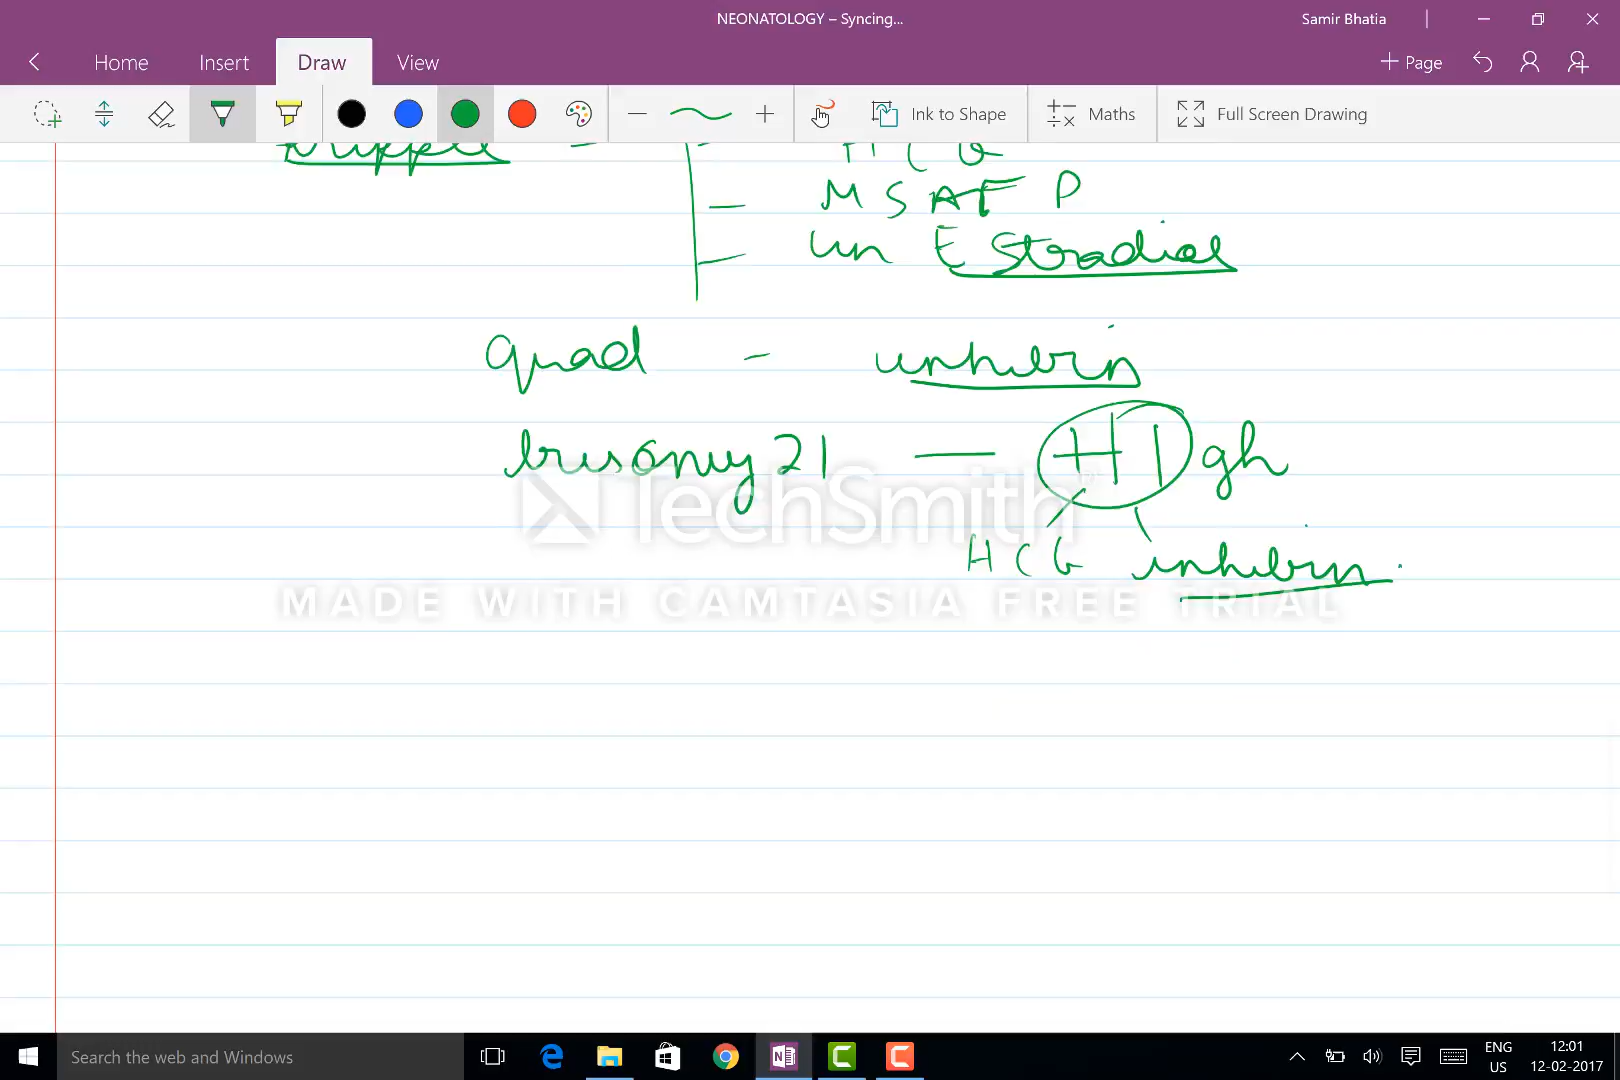 NEONATOLOGY – Syncing...
Samir Bhatia
Home Insert Draw View
Page
Ink to Shape Maths Full Screen Drawing
Tripple - HCG
MSAFP
un Estradiol
quad - inhibin
trisomy 21 — HIgh
TechSmith
HCG inhibin
MADE WITH CAMTASIA FREE TRIAL
Search the web and Windows
ENG 12:01
US 12-02-2017